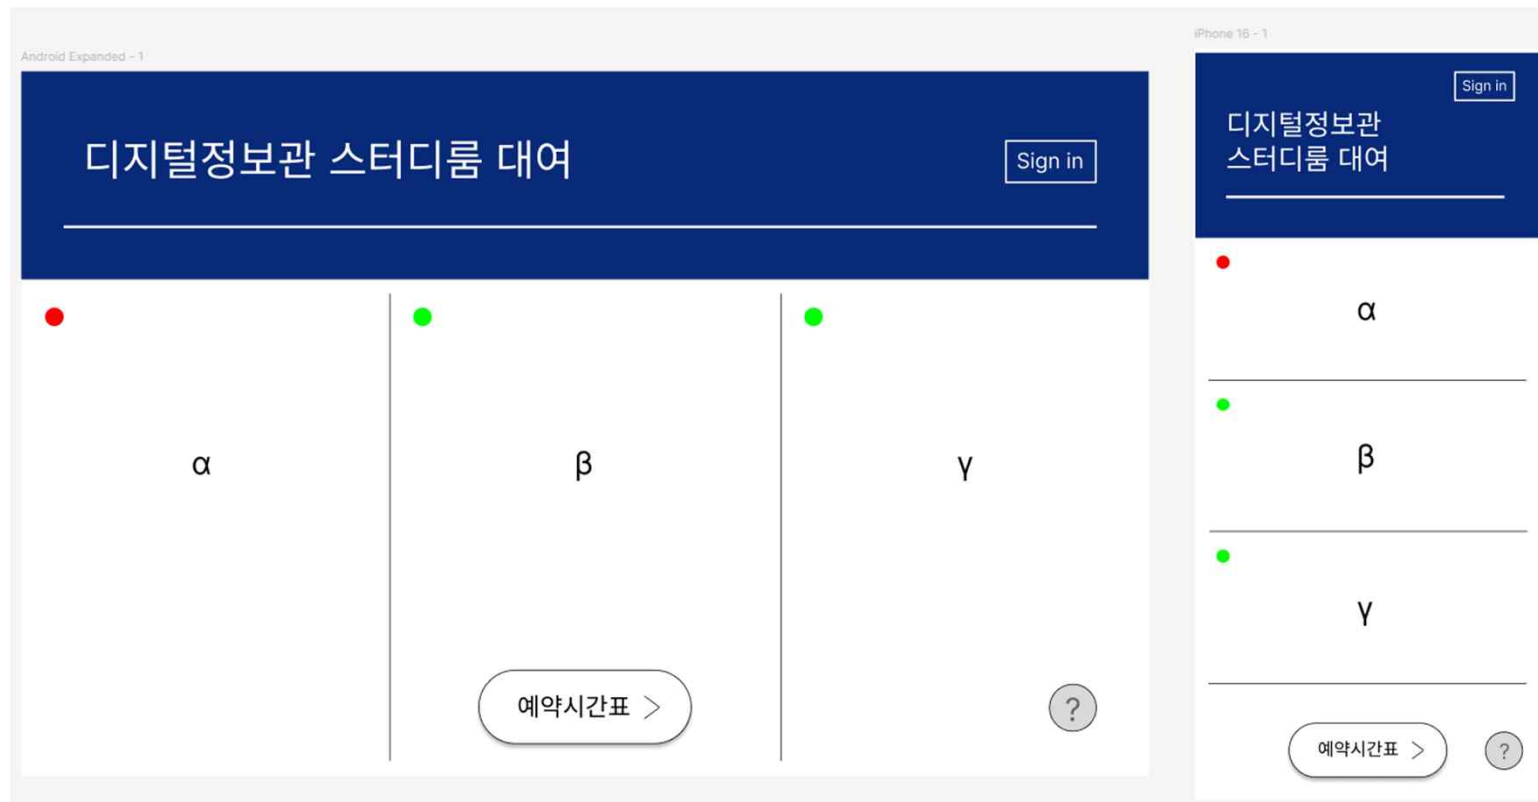 Android Expanded - 1
디지털정보관 스터디룸 대여
Sign in
α
β
γ
예약시간표 >
?
iPhone 16 - 1
Sign in
디지털정보관
스터디룸 대여
α
β
γ
예약시간표 >
?